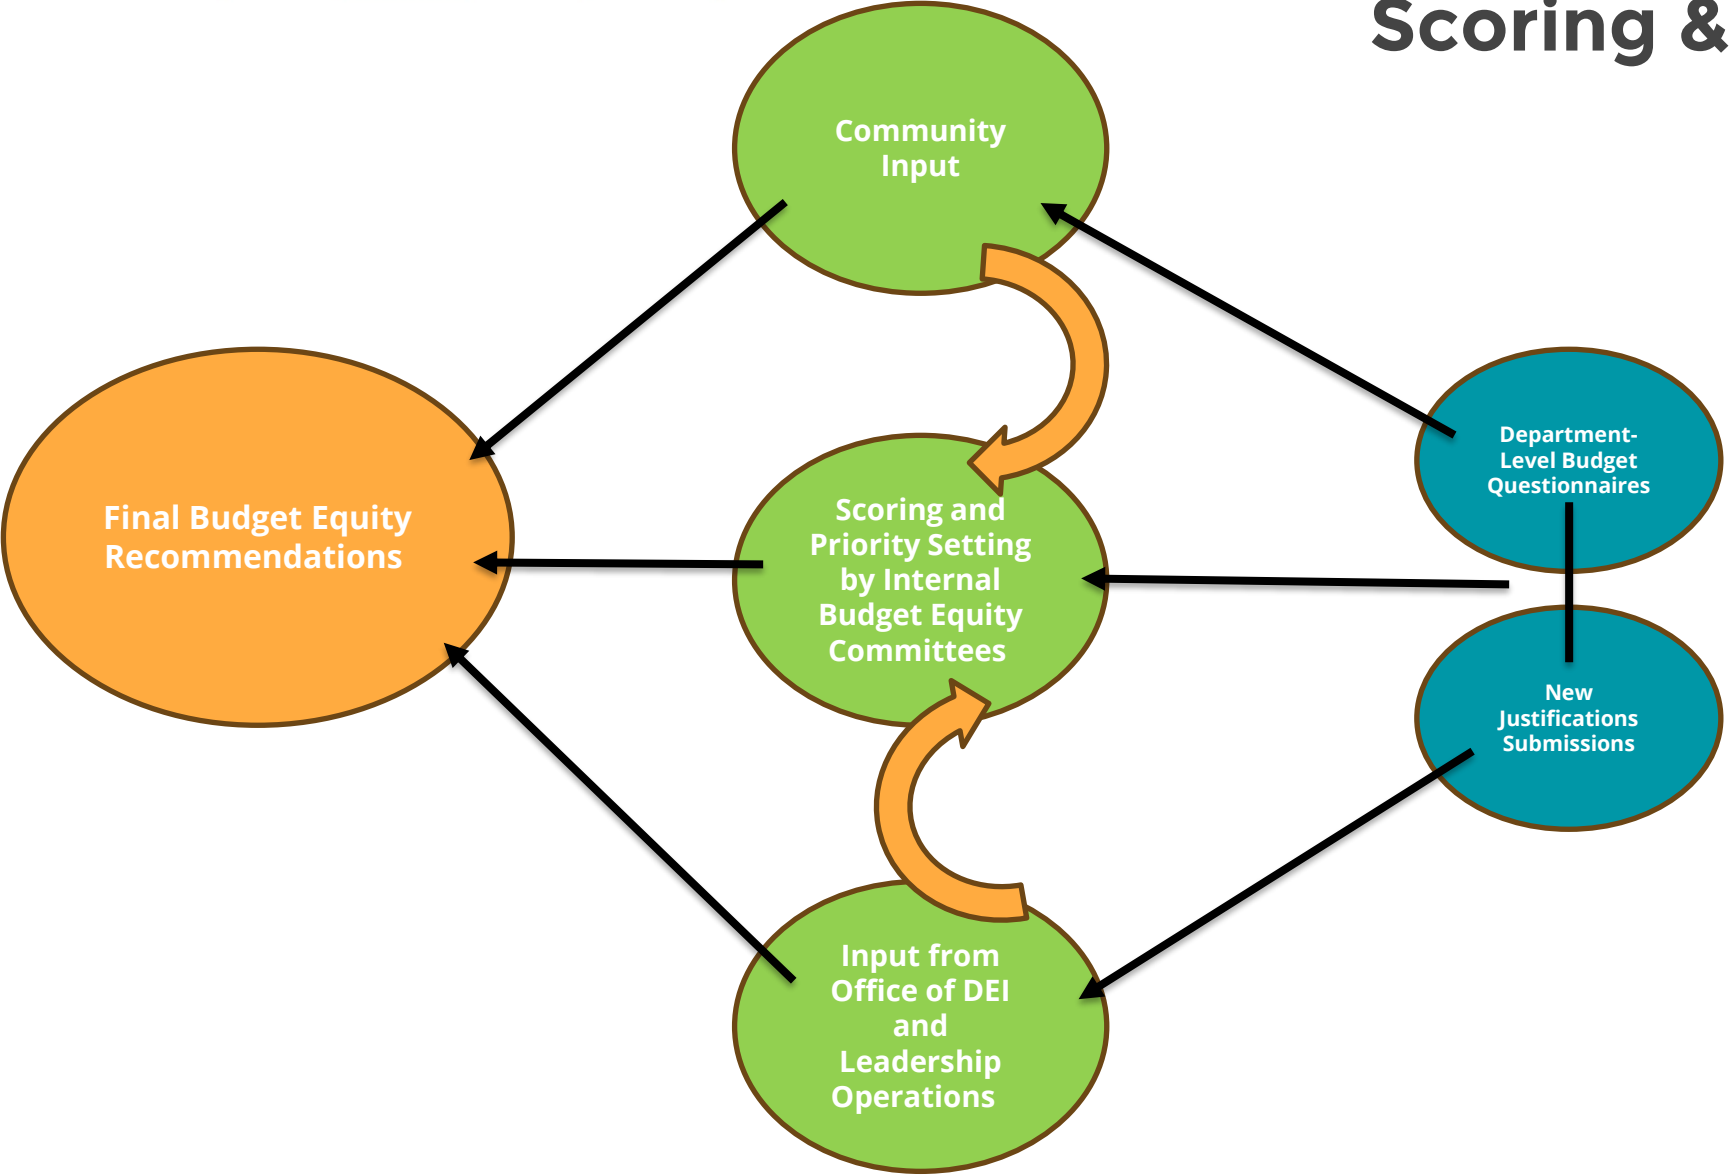 Scoring &
Community
Input
Department-
Level Budget
Questionnaires
Final Budget Equity
Recommendations
Scoring and
Priority Setting
by Internal
Budget Equity
Committees
New
Justifications
Submissions
Input from
Office of DEI
and
Leadership
Operations